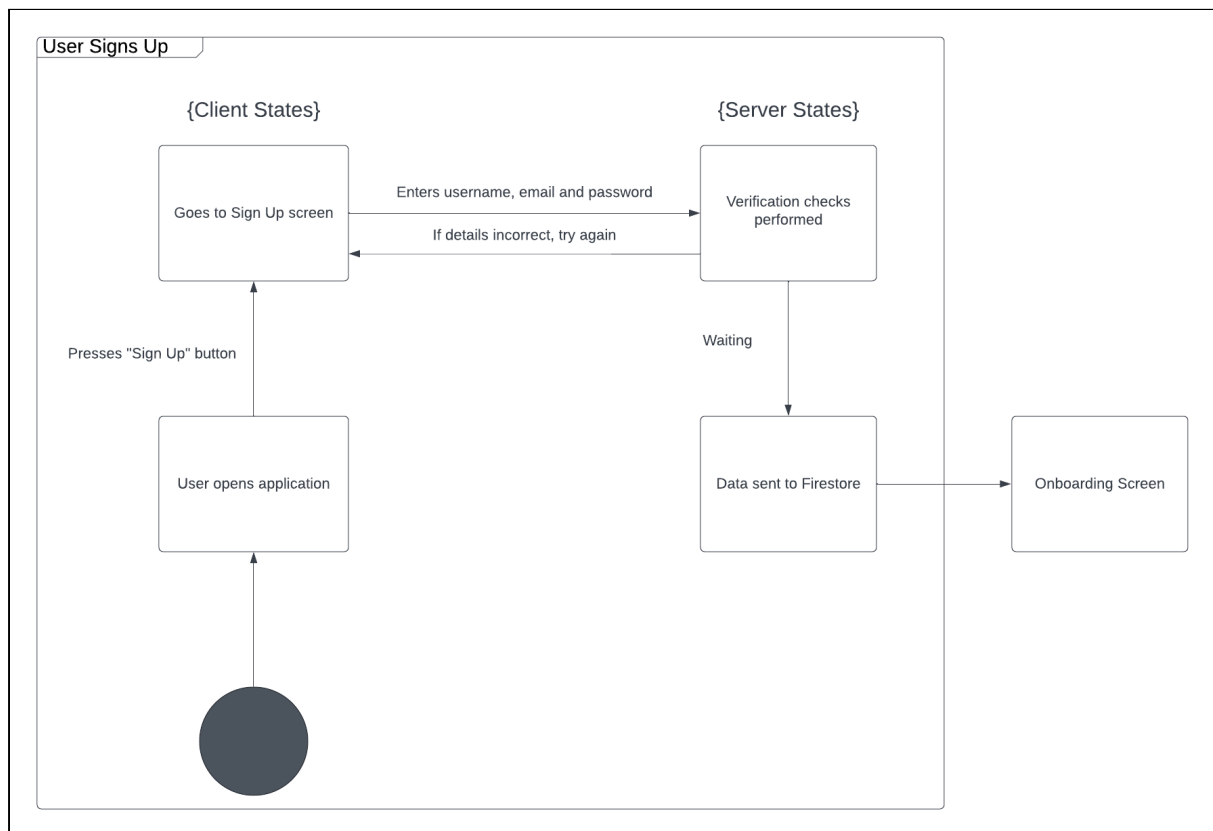 User Signs Up
{Client States}
{Server States}
Goes to Sign Up screen
Enters username, email and password
If details incorrect, try again
Verification checks
performed
Presses "Sign Up" button
Waiting
User opens application
Data sent to Firestore
Onboarding Screen